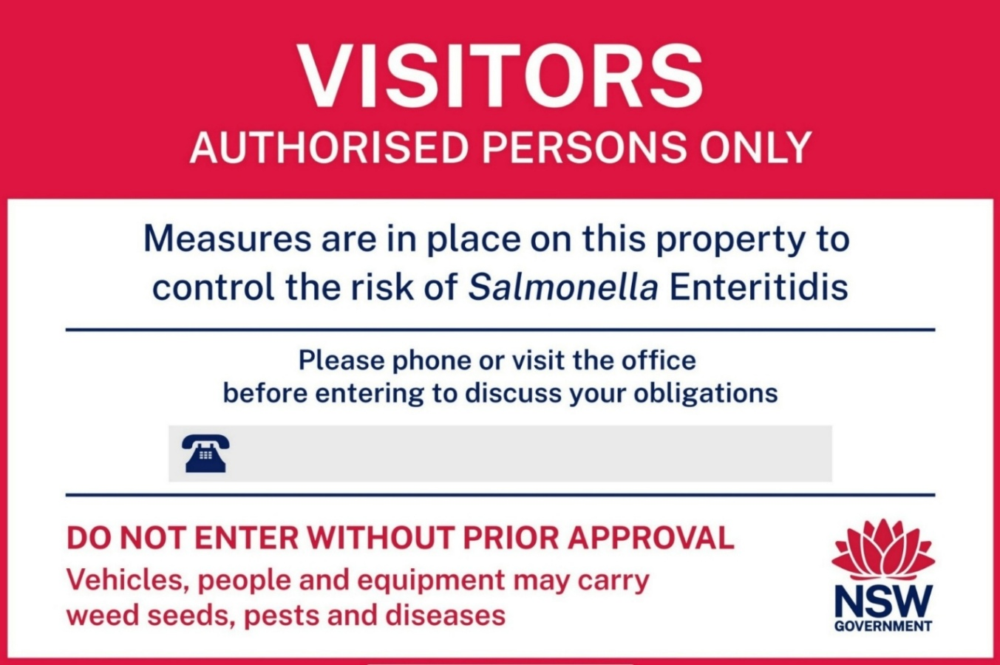 VISITORS
AUTHORISED PERSONS ONLY
Measures are in place on this property to
control the risk of Salmonella Enteritidis
Please phone or visit the office
before entering to discuss your obligations
DO NOT ENTER WITHOUT PRIOR APPROVAL
Vehicles, people and equipment may carry
weed seeds, pests and diseases
NSW
GOVERNMENT